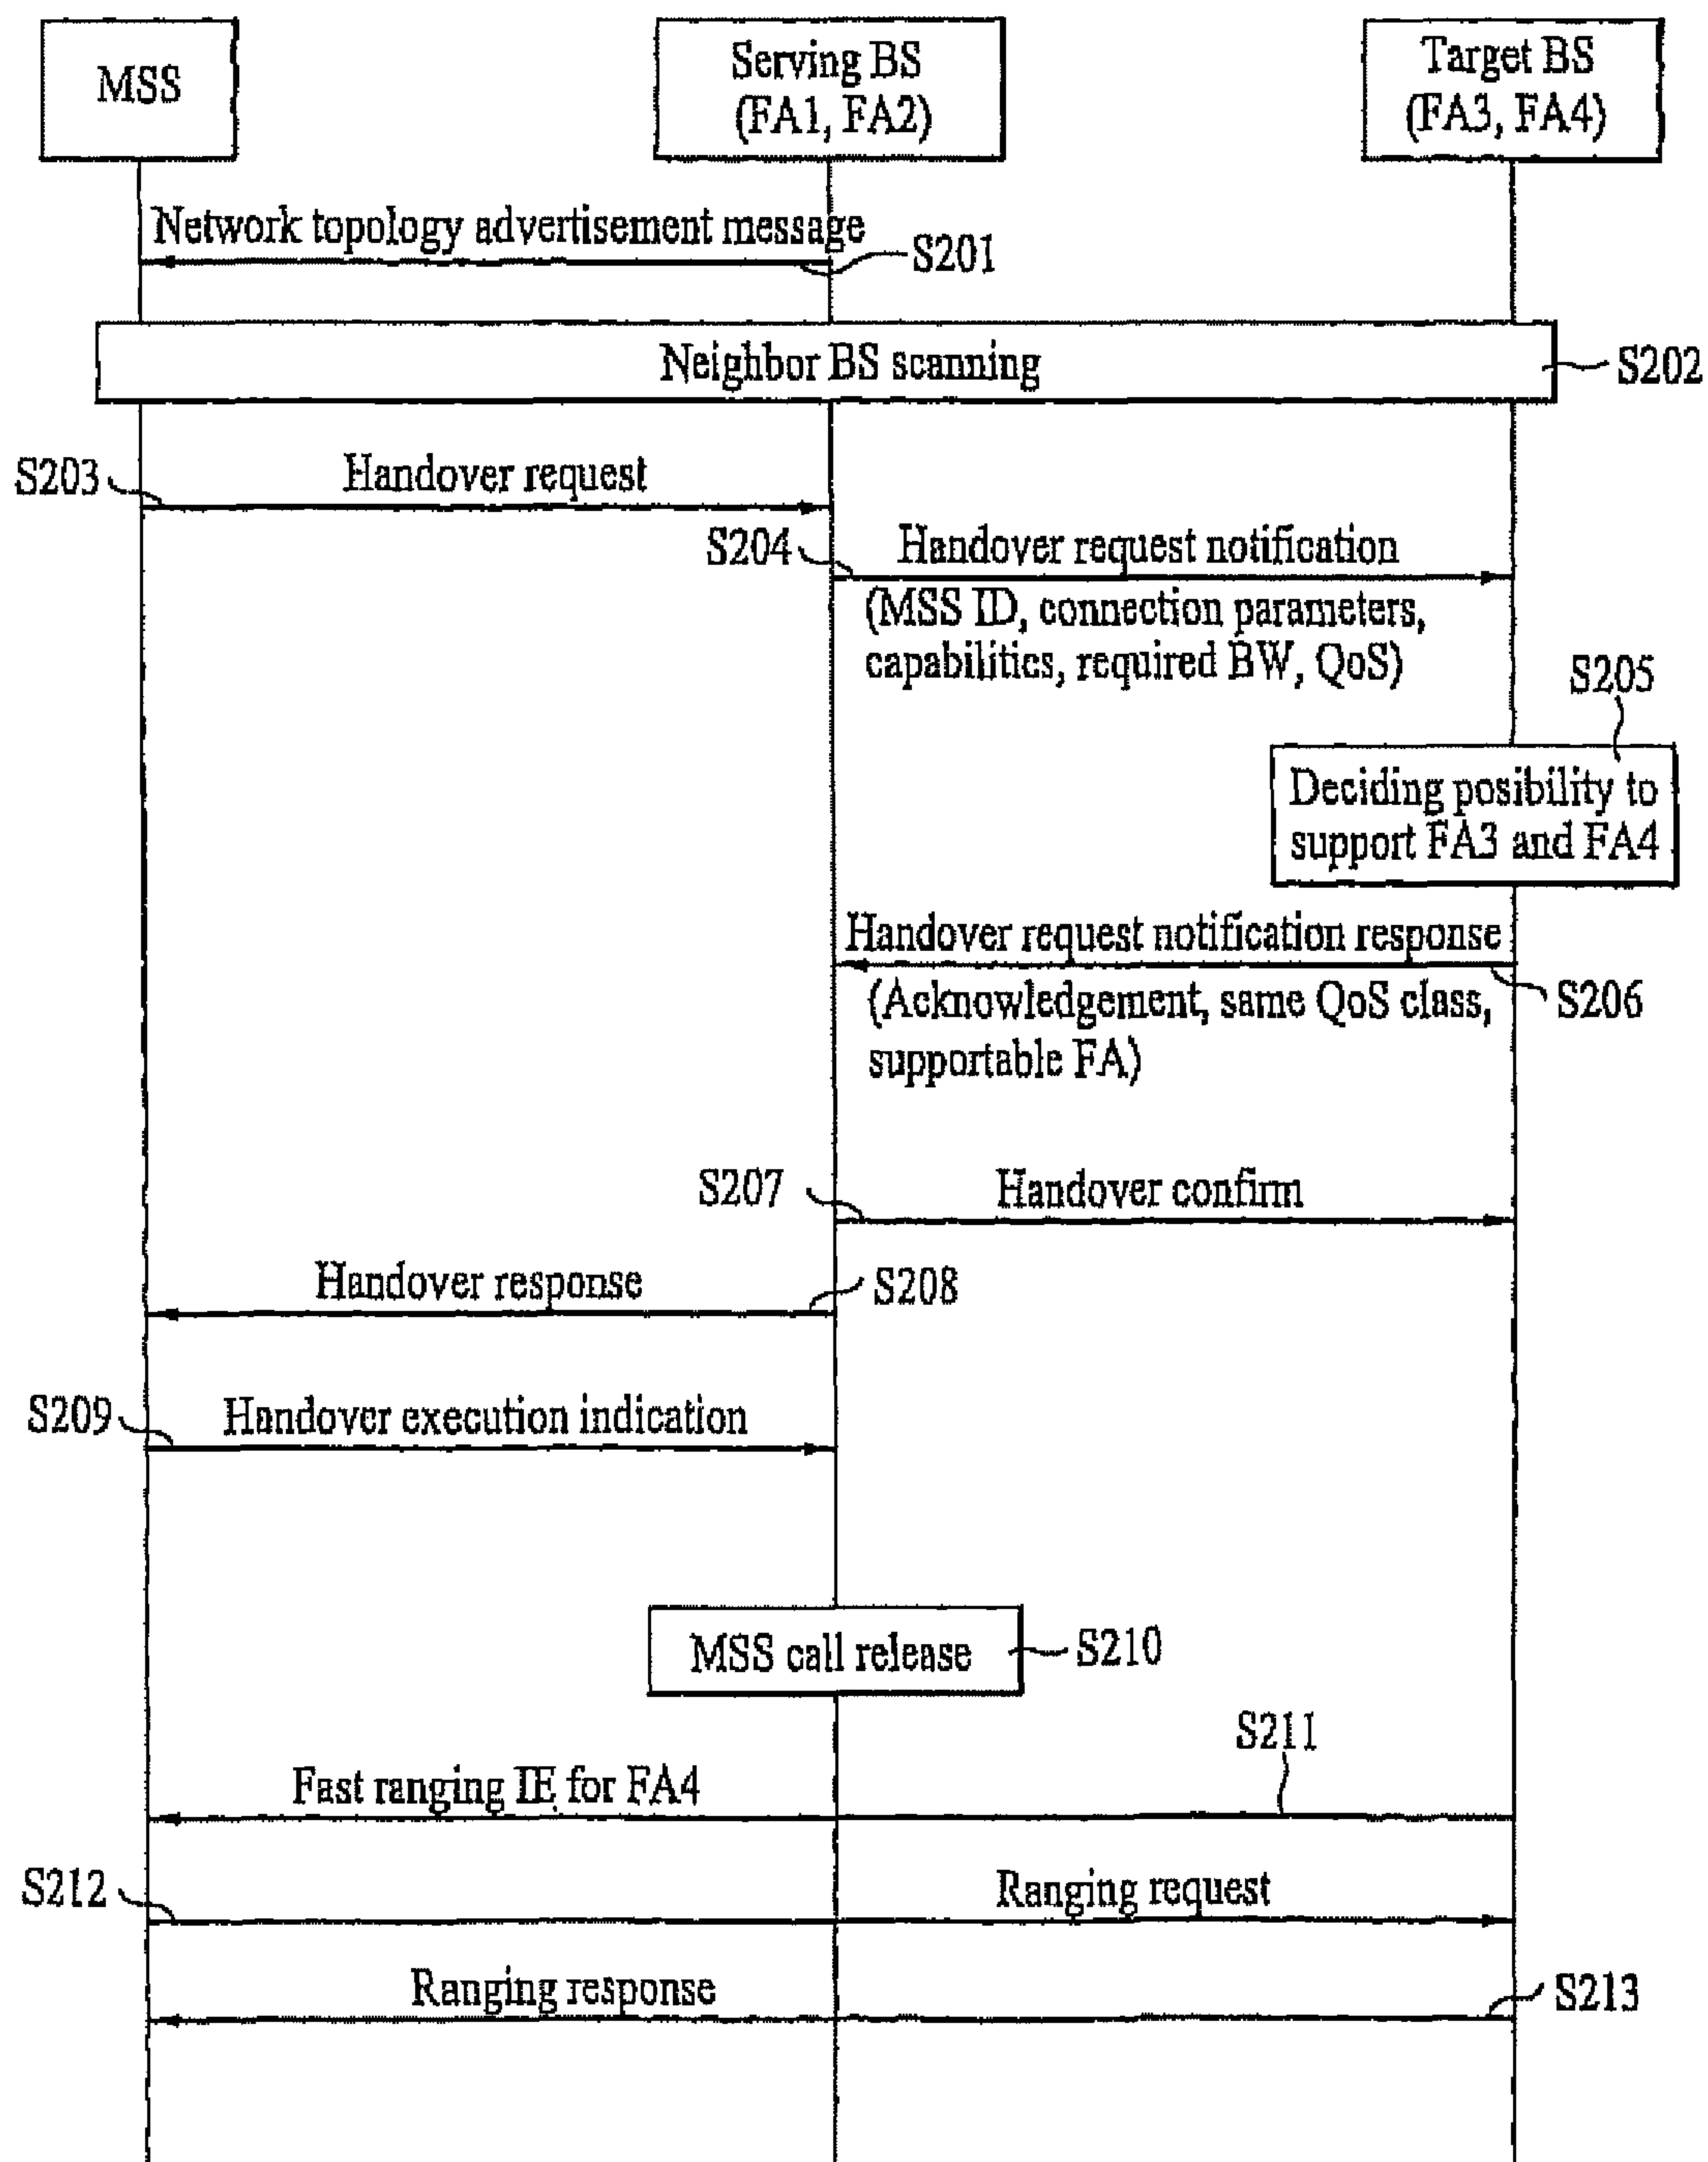 MSS
Serving BS
(FA1, FA2)
Target BS
(FA3, FA4)
Network topology advertisement message
S201
Neighbor BS scanning
S202
S203
Handover request
S204
Handover request notification
(MSS ID, connection parameters,
capabilities, required BW, QoS)
S205
Deciding posibility to
support FA3 and FA4
Handover request notification response
S206
(Acknowledgement, same QoS class,
supportable FA)
S207
Handover confirm
Handover response
S208
S209
Handover execution indication
MSS call release
S210
S211
Fast ranging IE for FA4
S212
Ranging request
Ranging response
S213